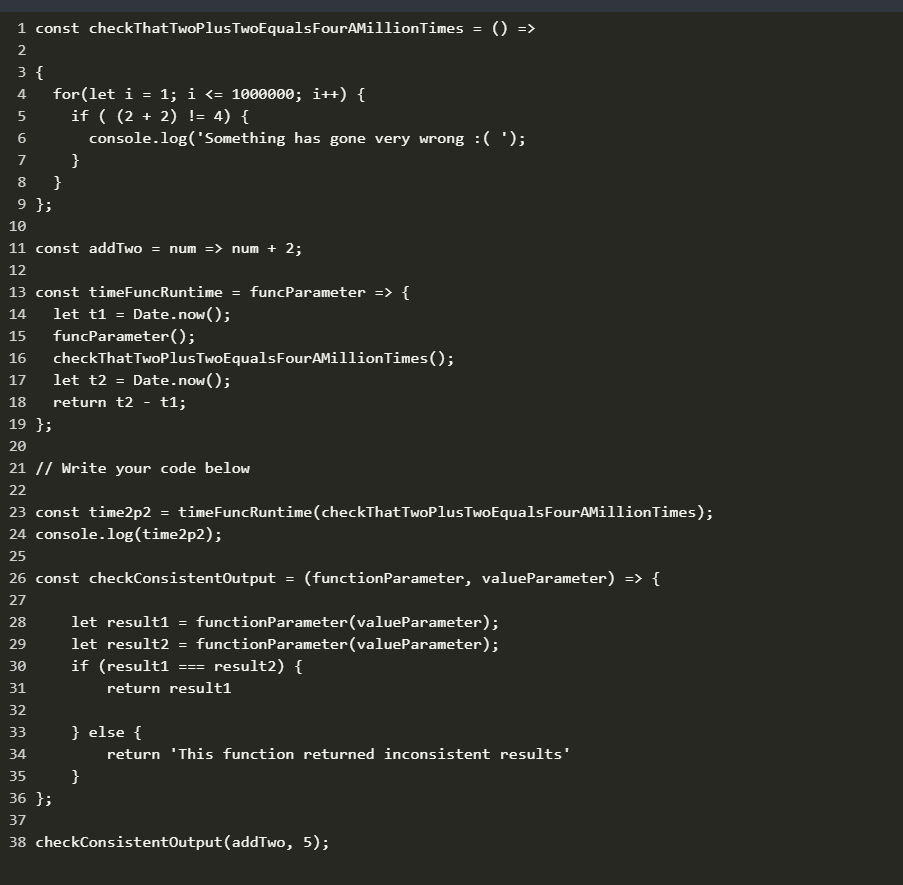 1 const checkThatTwoPlusTwoEqualsFourAMillionTimes = () =>
2
3 {
4   for(let i = 1; i <= 1000000; i++) {
5     if ( (2 + 2) != 4) {
6       console.log('Something has gone very wrong :( ');
7     }
8   }
9 };
10
11 const addTwo = num => num + 2;
12
13 const timeFuncRuntime = funcParameter => {
14   let t1 = Date.now();
15   funcParameter();
16   checkThatTwoPlusTwoEqualsFourAMillionTimes();
17   let t2 = Date.now();
18   return t2 - t1;
19 };
20
21 // Write your code below
22
23 const time2p2 = timeFuncRuntime(checkThatTwoPlusTwoEqualsFourAMillionTimes);
24 console.log(time2p2);
25
26 const checkConsistentOutput = (functionParameter, valueParameter) => {
27
28     let result1 = functionParameter(valueParameter);
29     let result2 = functionParameter(valueParameter);
30     if (result1 === result2) {
31         return result1
32
33     } else {
34         return 'This function returned inconsistent results'
35     }
36 };
37
38 checkConsistentOutput(addTwo, 5);